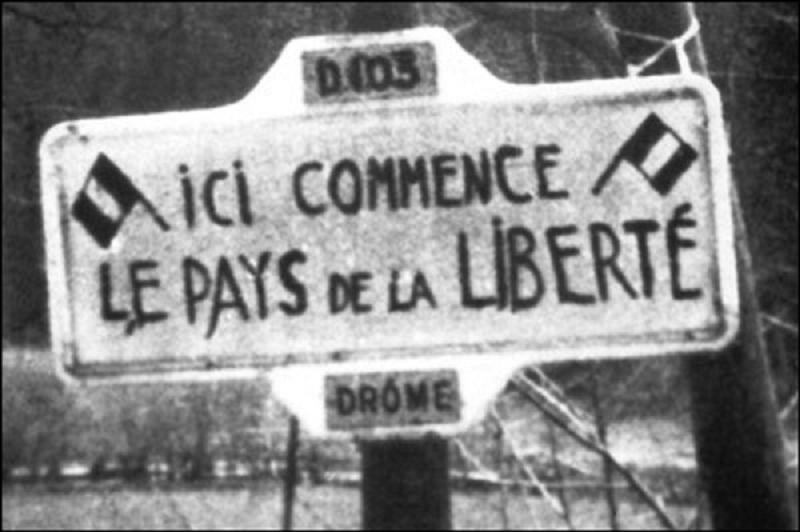 D.103
iCi COMMENCE
LE PAYS DE LA LiBERTÉ
DRÔME